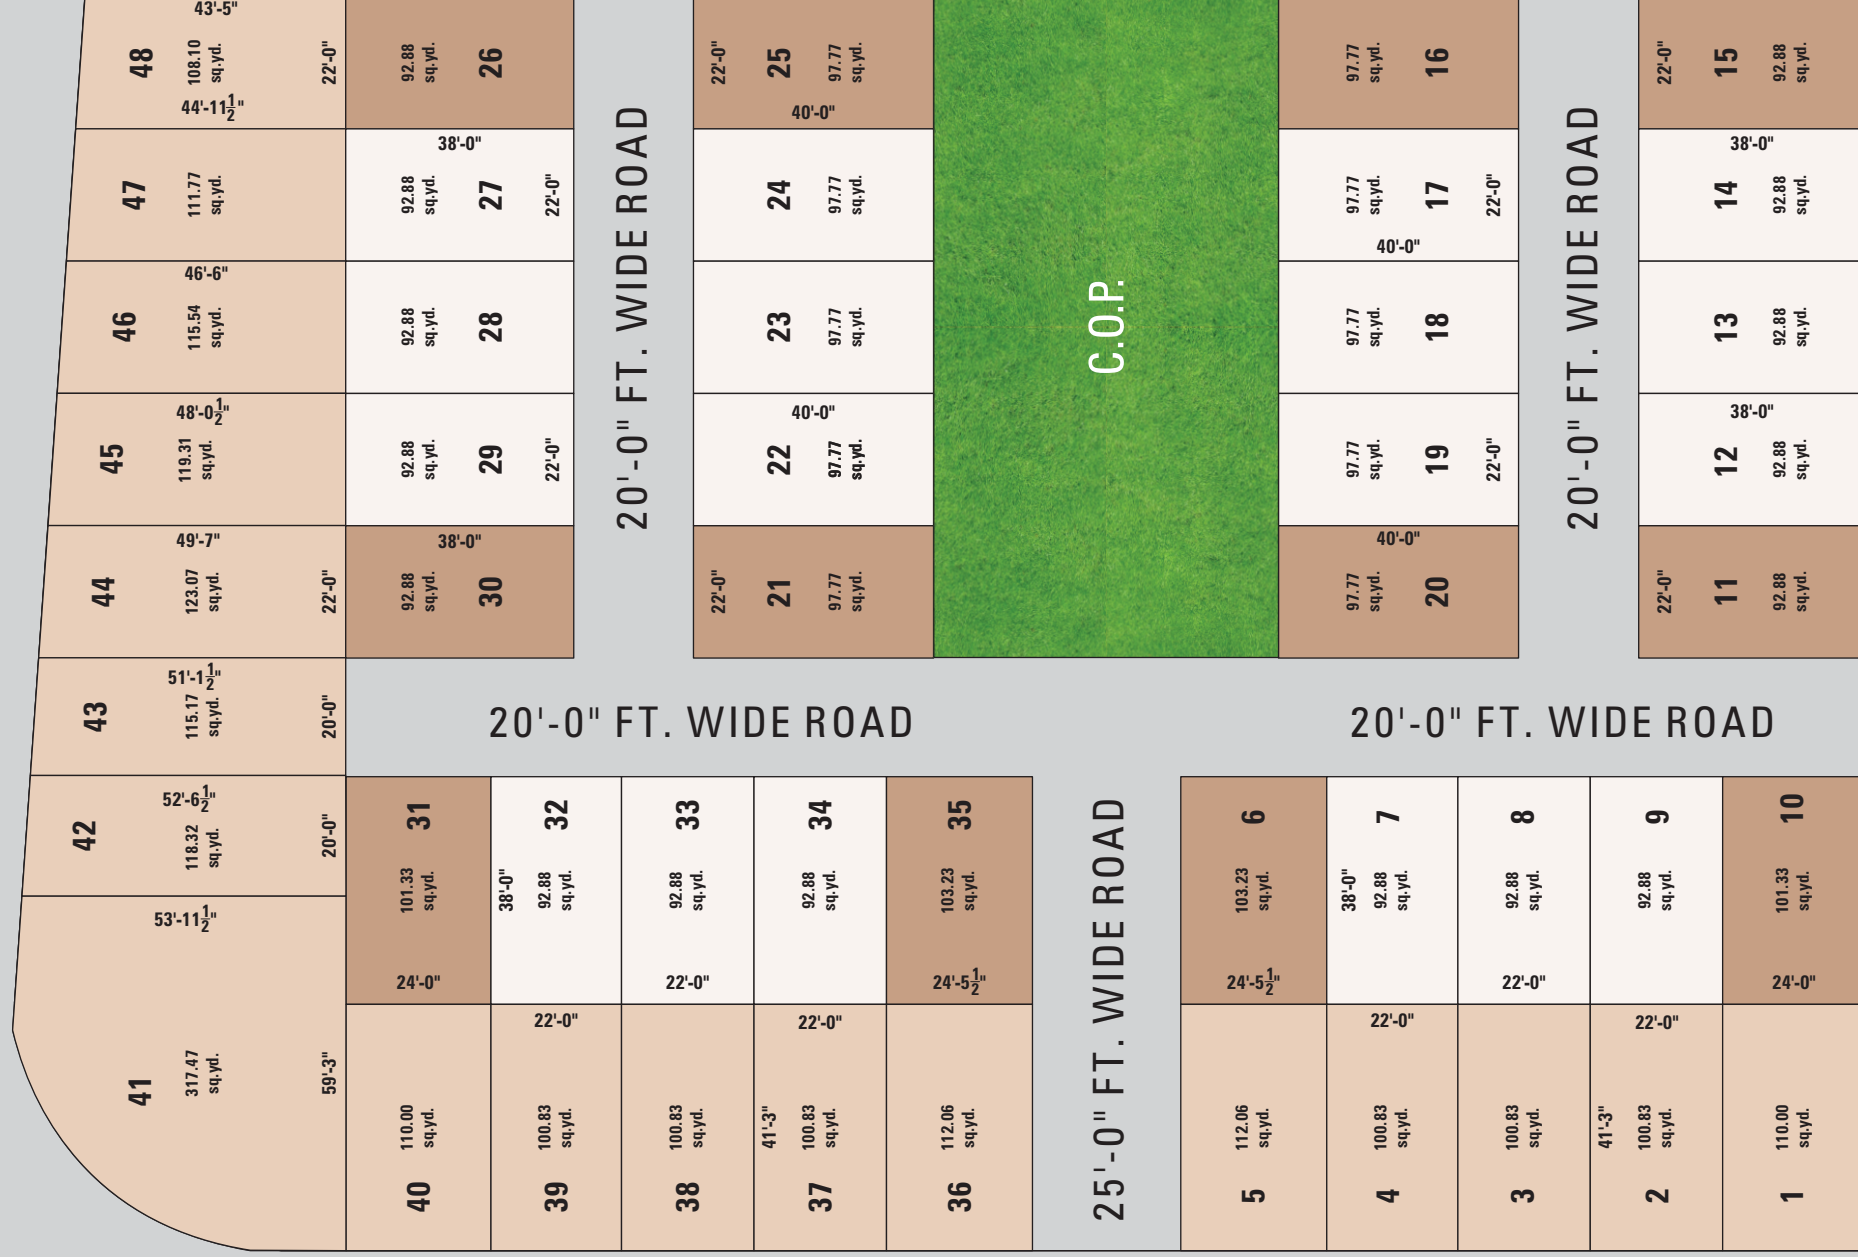 43'-5"
48
108.10
sq.yd.
22'-0"
44'-11½"
47
111.77
sq.yd.
46'-6"
46
115.54
sq.yd.
48'-0½"
45
119.31
sq.yd.
49'-7"
44
123.07
sq.yd.
22'-0"
51'-1½"
43
115.17
sq.yd.
20'-0"
52'-6½"
42
118.32
sq.yd.
20'-0"
53'-11½"
41
317.47
sq.yd.
59'-3"
92.88
sq.yd.
26
38'-0"
92.88
sq.yd.
27
22'-0"
92.88
sq.yd.
28
92.88
sq.yd.
29
22'-0"
38'-0"
92.88
sq.yd.
30
20'-0" FT. WIDE ROAD
22'-0"
25
97.77
sq.yd.
40'-0"
24
97.77
sq.yd.
23
97.77
sq.yd.
40'-0"
22
97.77
sq.yd.
22'-0"
21
97.77
sq.yd.
C.O.P.
97.77
sq.yd.
16
97.77
sq.yd.
17
22'-0"
40'-0"
97.77
sq.yd.
18
97.77
sq.yd.
19
22'-0"
40'-0"
97.77
sq.yd.
20
20'-0" FT. WIDE ROAD
22'-0"
15
92.88
sq.yd.
38'-0"
14
92.88
sq.yd.
13
92.88
sq.yd.
38'-0"
12
92.88
sq.yd.
22'-0"
11
92.88
sq.yd.
20'-0" FT. WIDE ROAD
20'-0" FT. WIDE ROAD
31
101.33
sq.yd.
24'-0"
32
38'-0"
92.88
sq.yd.
33
92.88
sq.yd.
22'-0"
34
92.88
sq.yd.
35
103.23
sq.yd.
24'-5½"
110.00
sq.yd.
40
22'-0"
100.83
sq.yd.
39
100.83
sq.yd.
38
22'-0"
41'-3"
100.83
sq.yd.
37
112.06
sq.yd.
36
25'-0" FT. WIDE ROAD
6
103.23
sq.yd.
24'-5½"
7
38'-0"
92.88
sq.yd.
8
92.88
sq.yd.
22'-0"
9
92.88
sq.yd.
10
101.33
sq.yd.
24'-0"
112.06
sq.yd.
5
22'-0"
100.83
sq.yd.
4
100.83
sq.yd.
3
22'-0"
41'-3"
100.83
sq.yd.
2
110.00
sq.yd.
1